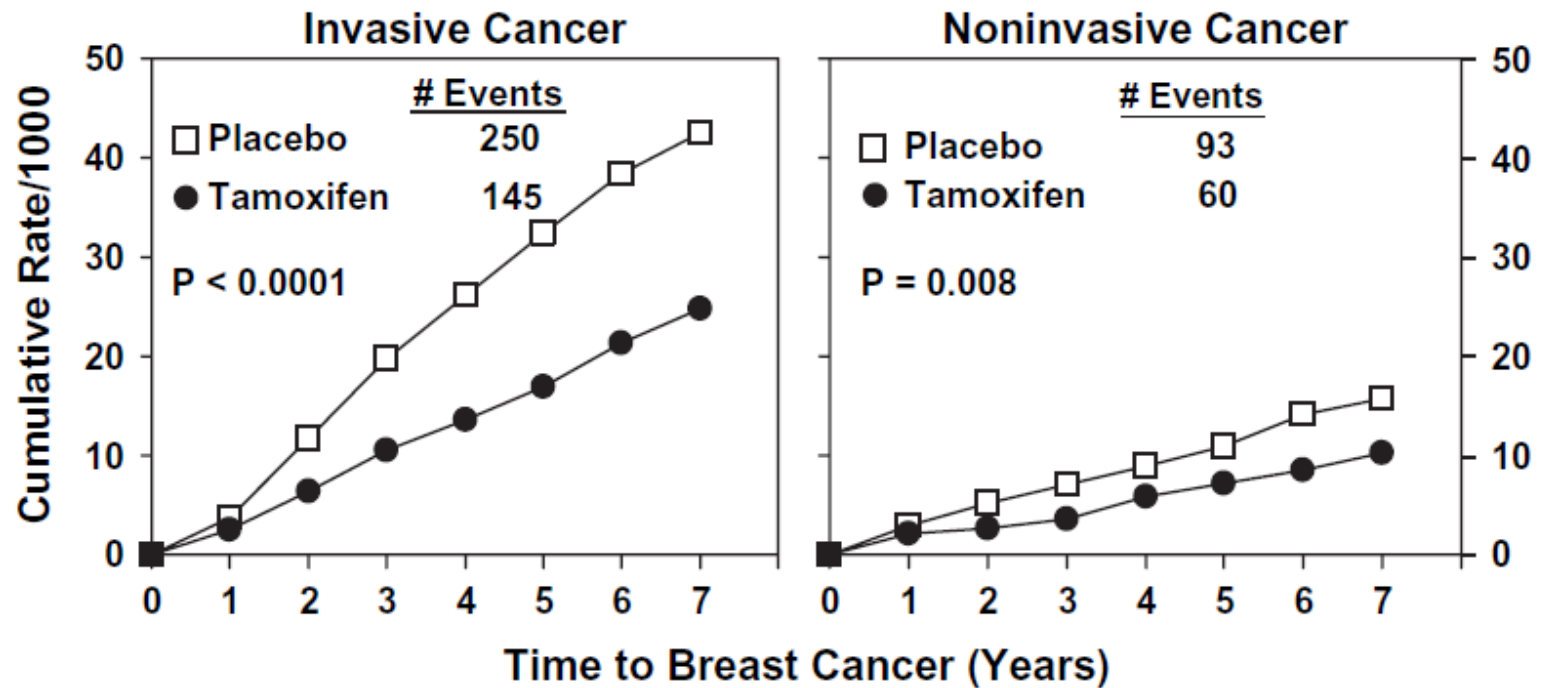 Invasive Cancer
Noninvasive Cancer
Cumulative Rate/1000
50
40
30
20
10
0
# Events
Placebo 250
Tamoxifen 145
P < 0.0001
0 1 2 3 4 5 6 7
# Events
Placebo 93
Tamoxifen 60
P = 0.008
50
40
30
20
10
0
0 1 2 3 4 5 6 7
Time to Breast Cancer (Years)